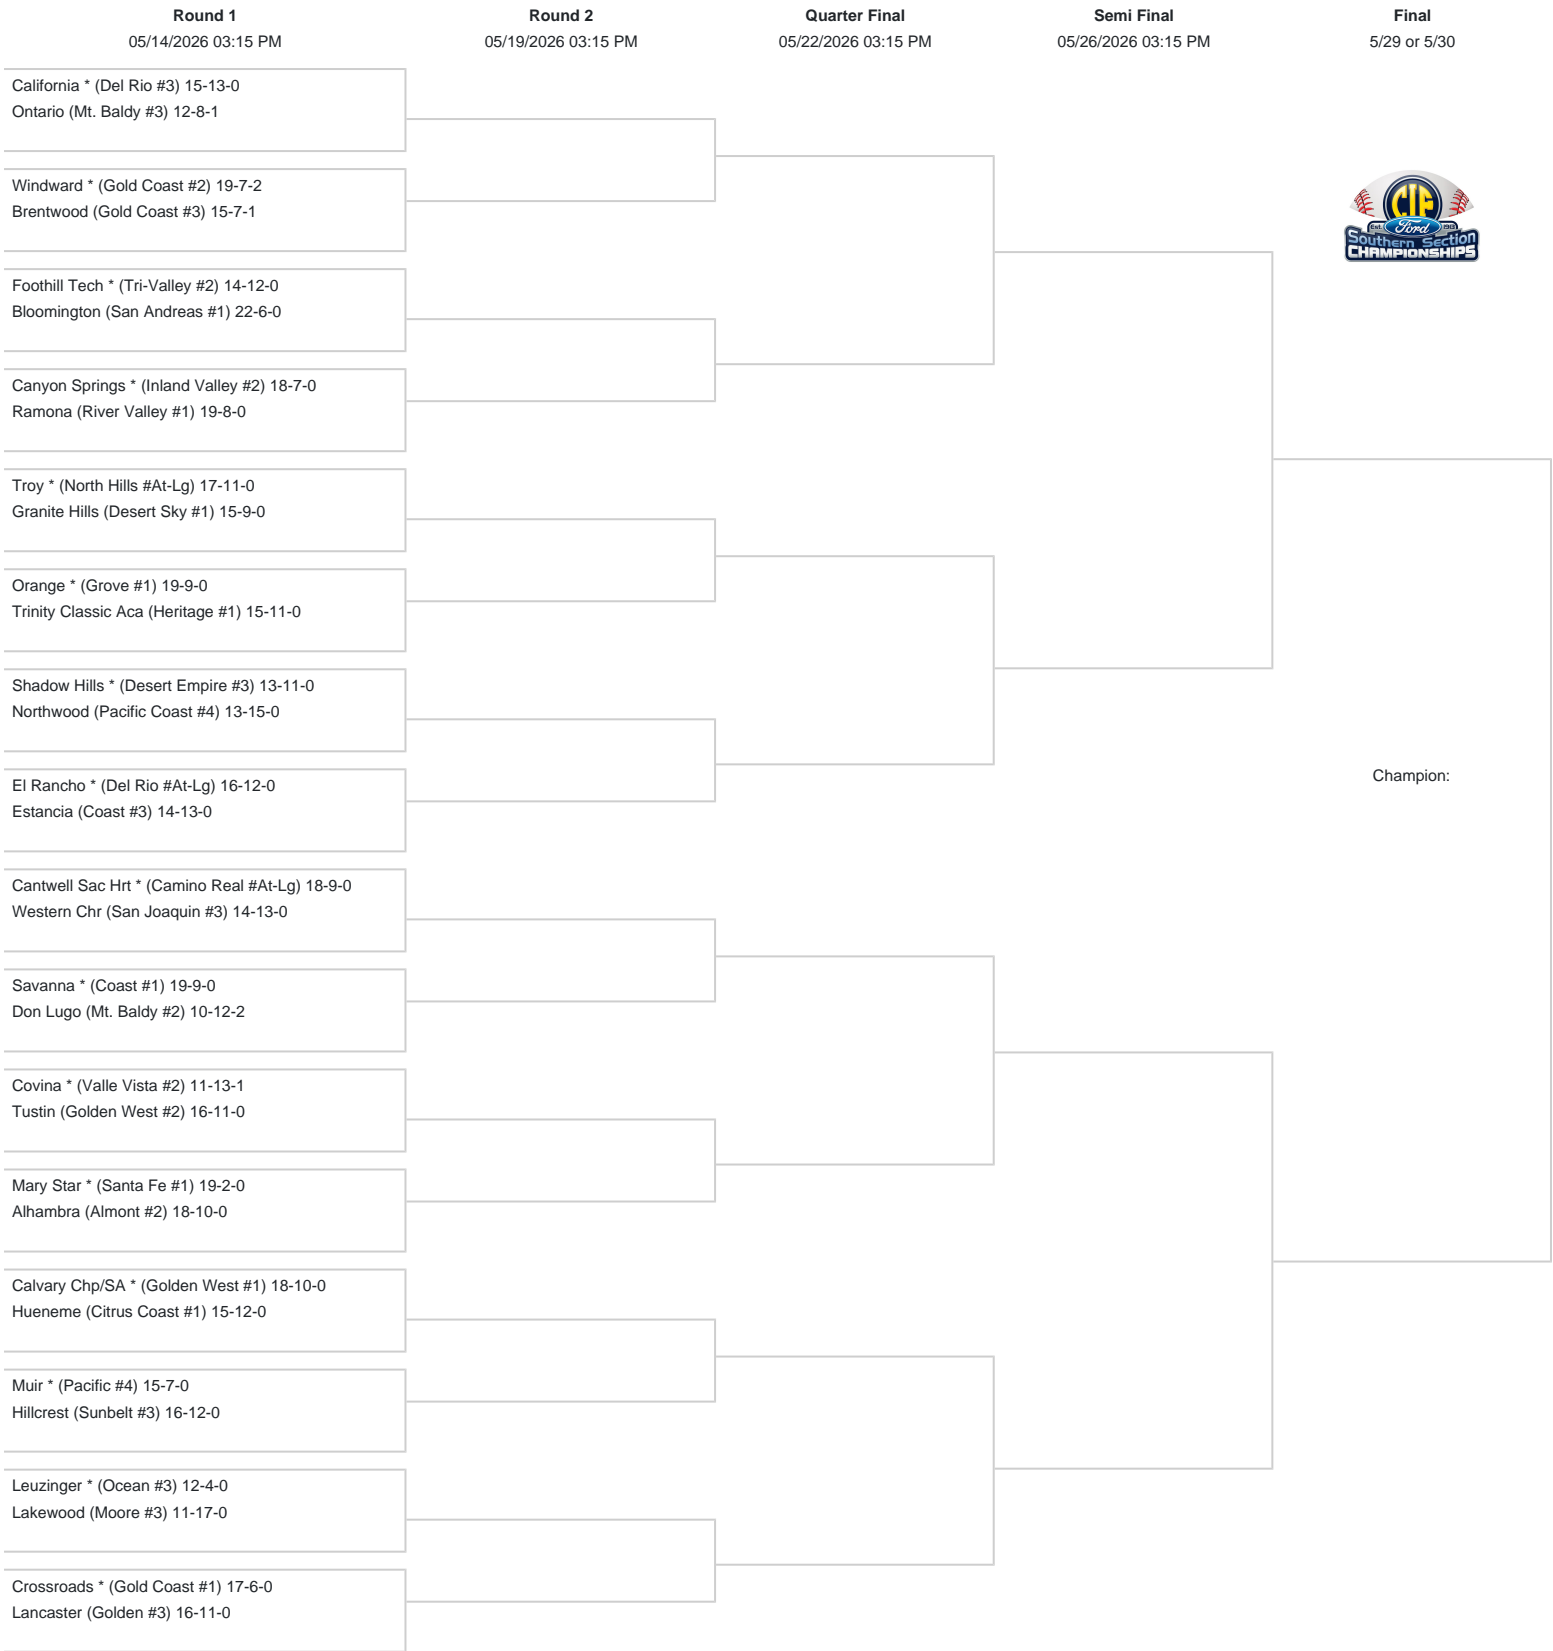 Round 1
05/14/2026 03:15 PM
Round 2
05/19/2026 03:15 PM
Quarter Final
05/22/2026 03:15 PM
Semi Final
05/26/2026 03:15 PM
Final
5/29 or 5/30
California * (Del Rio #3) 15-13-0
Ontario (Mt. Baldy #3) 12-8-1
Windward * (Gold Coast #2) 19-7-2
Brentwood (Gold Coast #3) 15-7-1
Foothill Tech * (Tri-Valley #2) 14-12-0
Bloomington (San Andreas #1) 22-6-0
Canyon Springs * (Inland Valley #2) 18-7-0
Ramona (River Valley #1) 19-8-0
Troy * (North Hills #At-Lg) 17-11-0
Granite Hills (Desert Sky #1) 15-9-0
Orange * (Grove #1) 19-9-0
Trinity Classic Aca (Heritage #1) 15-11-0
Shadow Hills * (Desert Empire #3) 13-11-0
Northwood (Pacific Coast #4) 13-15-0
El Rancho * (Del Rio #At-Lg) 16-12-0
Estancia (Coast #3) 14-13-0
Cantwell Sac Hrt * (Camino Real #At-Lg) 18-9-0
Western Chr (San Joaquin #3) 14-13-0
Savanna * (Coast #1) 19-9-0
Don Lugo (Mt. Baldy #2) 10-12-2
Covina * (Valle Vista #2) 11-13-1
Tustin (Golden West #2) 16-11-0
Mary Star * (Santa Fe #1) 19-2-0
Alhambra (Almont #2) 18-10-0
Calvary Chp/SA * (Golden West #1) 18-10-0
Hueneme (Citrus Coast #1) 15-12-0
Muir * (Pacific #4) 15-7-0
Hillcrest (Sunbelt #3) 16-12-0
Leuzinger * (Ocean #3) 12-4-0
Lakewood (Moore #3) 11-17-0
Crossroads * (Gold Coast #1) 17-6-0
Lancaster (Golden #3) 16-11-0
CIF
Est. Ford 1913
Southern Section
CHAMPIONSHIPS
Champion: